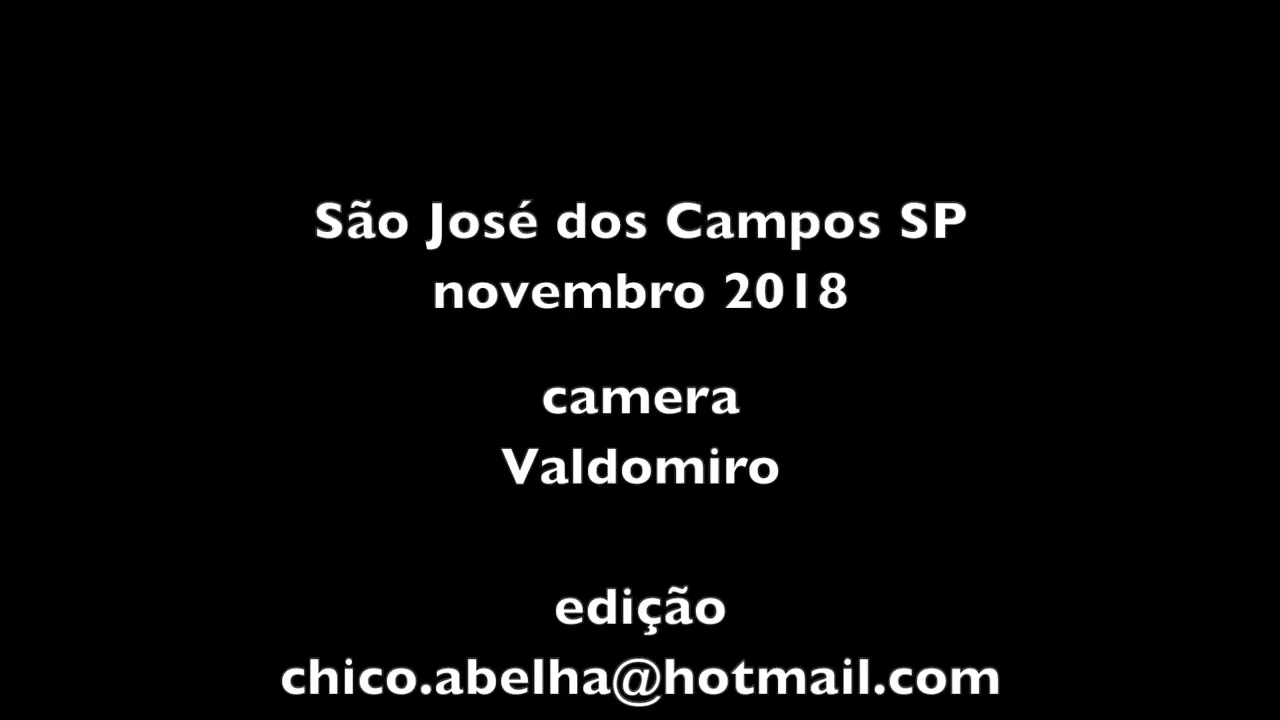 São José dos Campos SP
novembro 2018
camera
Valdomiro
edição
chico.abelha@hotmail.com